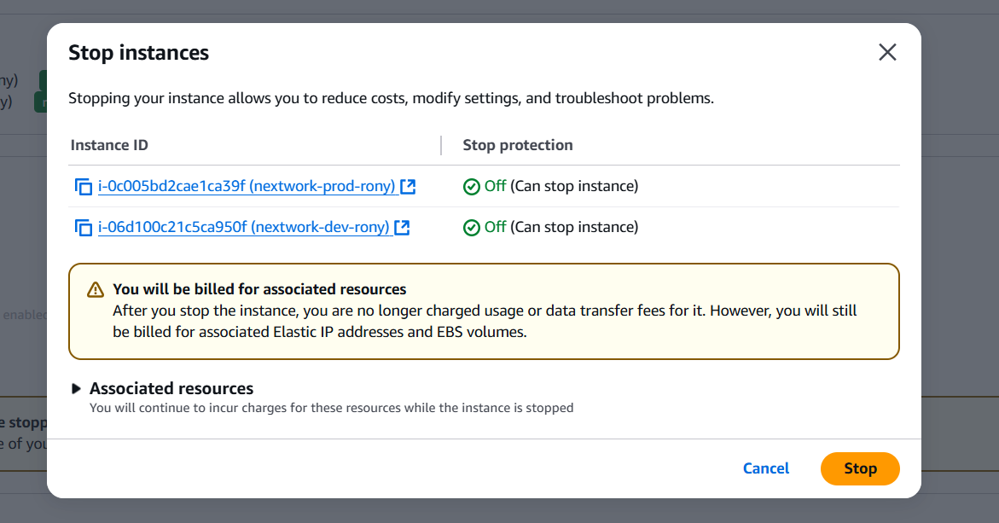 Stop instances
Stopping your instance allows you to reduce costs, modify settings, and troubleshoot problems.
Instance ID
Stop protection
i-0c005bd2cae1ca39f (nextwork-prod-rony)
Off (Can stop instance)
i-06d100c21c5ca950f (nextwork-dev-rony)
Off (Can stop instance)
You will be billed for associated resources
After you stop the instance, you are no longer charged usage or data transfer fees for it. However, you will still
be billed for associated Elastic IP addresses and EBS volumes.
Associated resources
You will continue to incur charges for these resources while the instance is stopped
Cancel
Stop
ny)
y)
enabled
e stopp
e of you